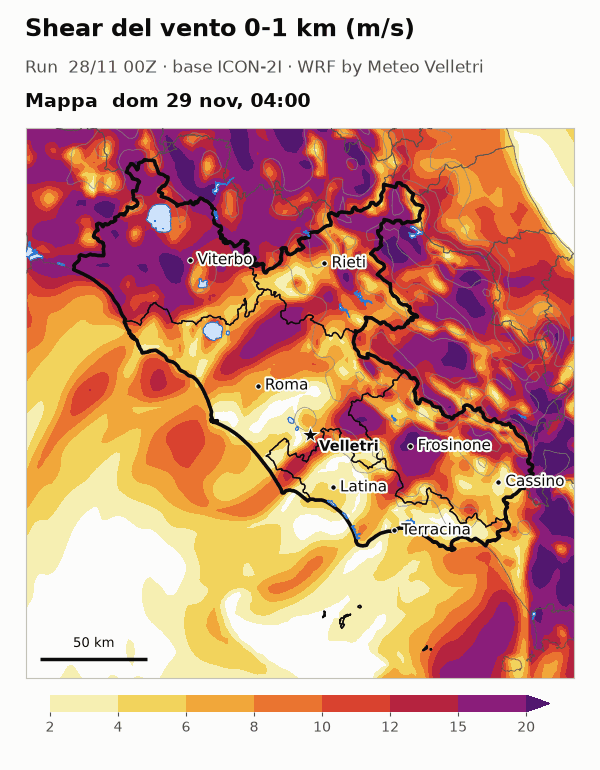 Shear del vento 0-1 km (m/s)
Run  28/11 00Z · base ICON-2I · WRF by Meteo Velletri
Mappa  dom 29 nov, 04:00
Viterbo
Rieti
Roma
Velletri
Frosinone
Latina
Cassino
Terracina
50 km
2 4 6 8 10 12 15 20